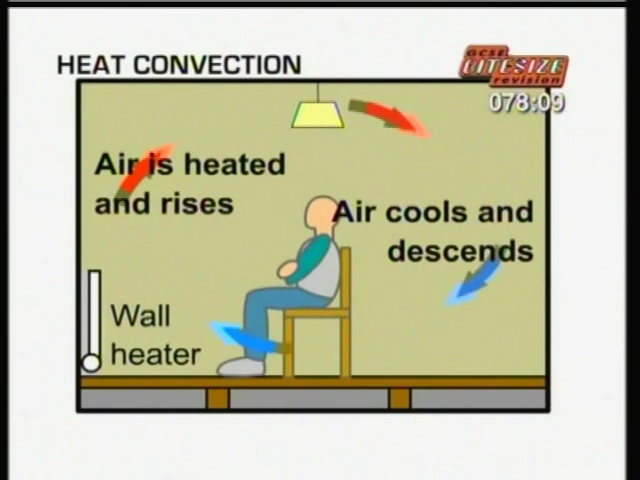 HEAT CONVECTION
GCSE
BITESIZE
revision
078:09
Air is heated
and rises
Air cools and
descends
Wall
heater